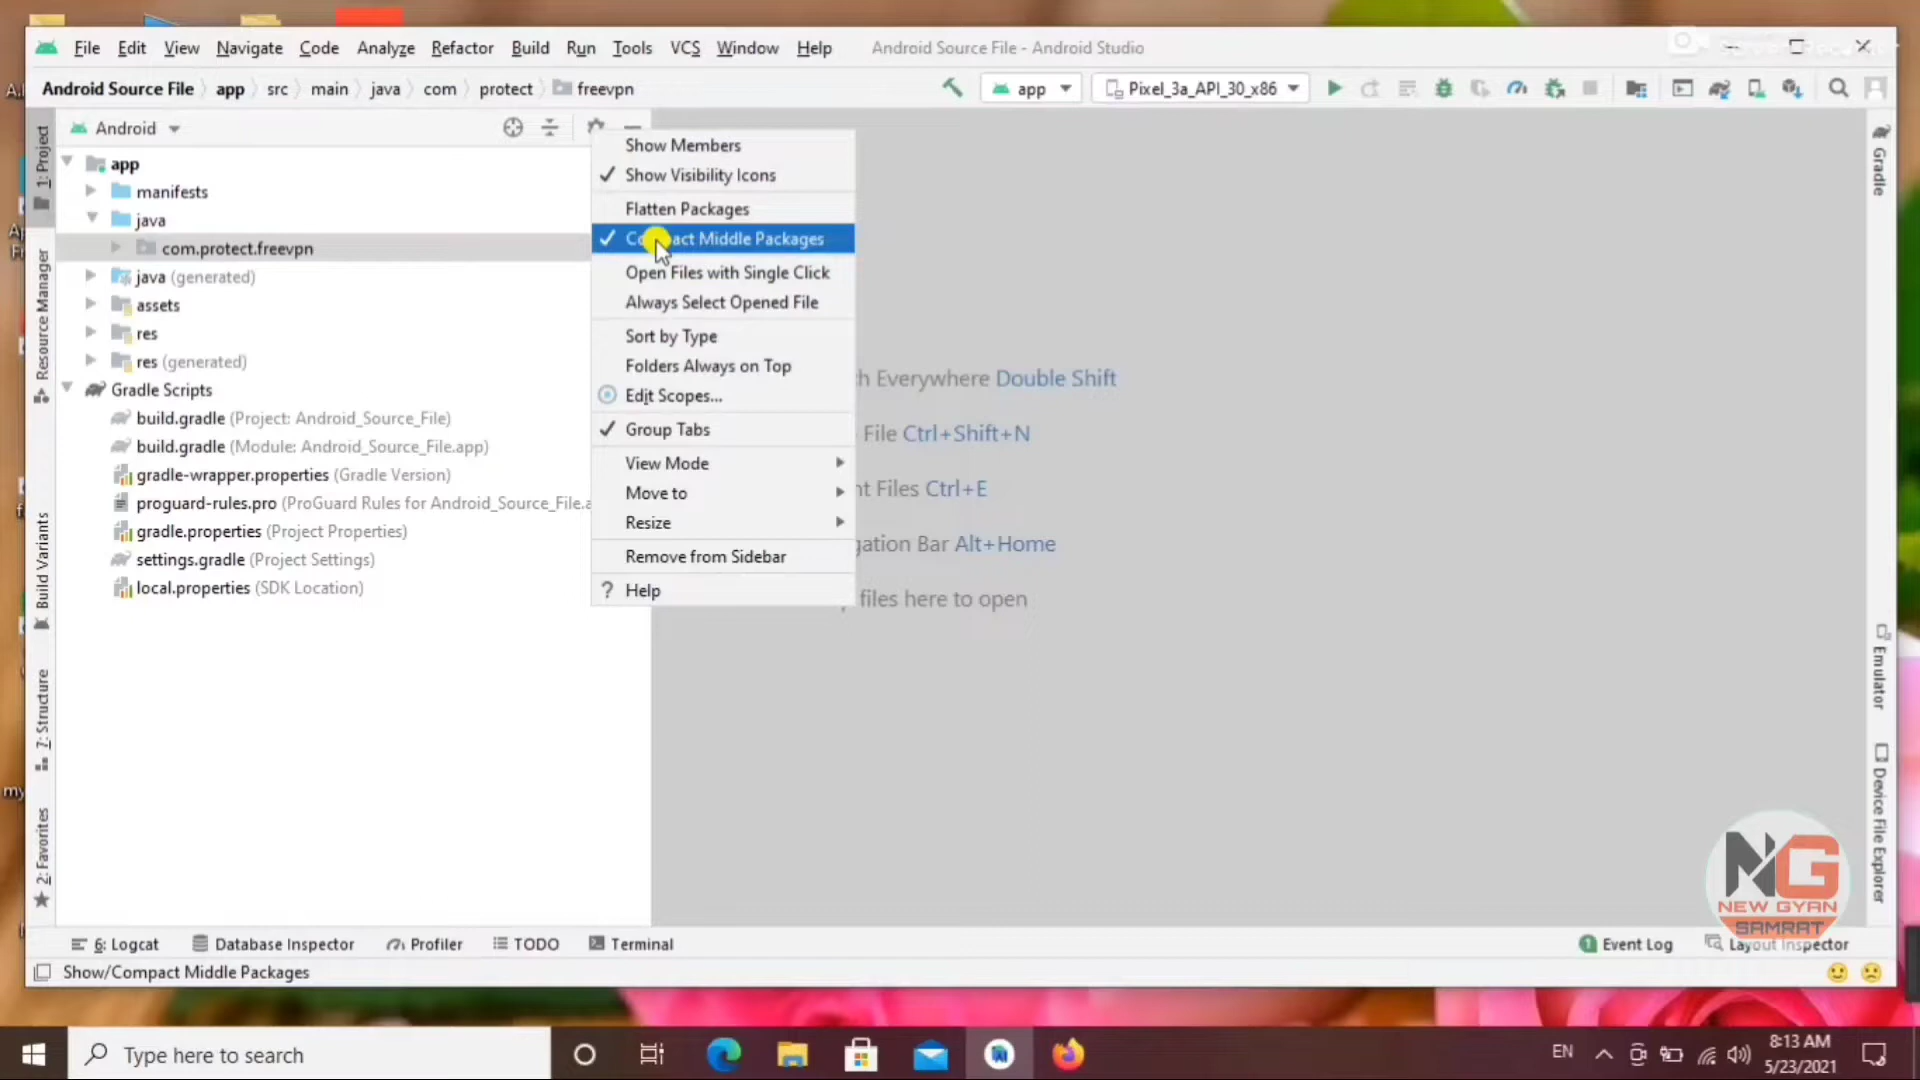 File Edit View Navigate Code Analyze Refactor Build Run Tools VCS Window Help Android Source File - Android Studio
Android Source File app src main java com protect freevpn app Pixel_3a_API_30_x86
Android
1: Project
Resource Manager
Build Variants
7: Structure
2: Favorites
app
manifests
java
com.protect.freevpn
java (generated)
assets
res
res (generated)
Gradle Scripts
build.gradle (Project: Android_Source_File)
build.gradle (Module: Android_Source_File.app)
gradle-wrapper.properties (Gradle Version)
proguard-rules.pro (ProGuard Rules for Android_Source_File.a
gradle.properties (Project Properties)
settings.gradle (Project Settings)
local.properties (SDK Location)
Show Members
Show Visibility Icons
Flatten Packages
Compact Middle Packages
Open Files with Single Click
Always Select Opened File
Sort by Type
Folders Always on Top
Edit Scopes...
Group Tabs
View Mode
Move to
Resize
Remove from Sidebar
? Help
h Everywhere Double Shift
File Ctrl+Shift+N
nt Files Ctrl+E
gation Bar Alt+Home
files here to open
Gradle
Emulator
Device File Explorer
NG
NEW GYAN
SAMRAT
6: Logcat Database Inspector Profiler TODO Terminal 1 Event Log Layout Inspector
Show/Compact Middle Packages
Type here to search
EN
8:13 AM
5/23/2021